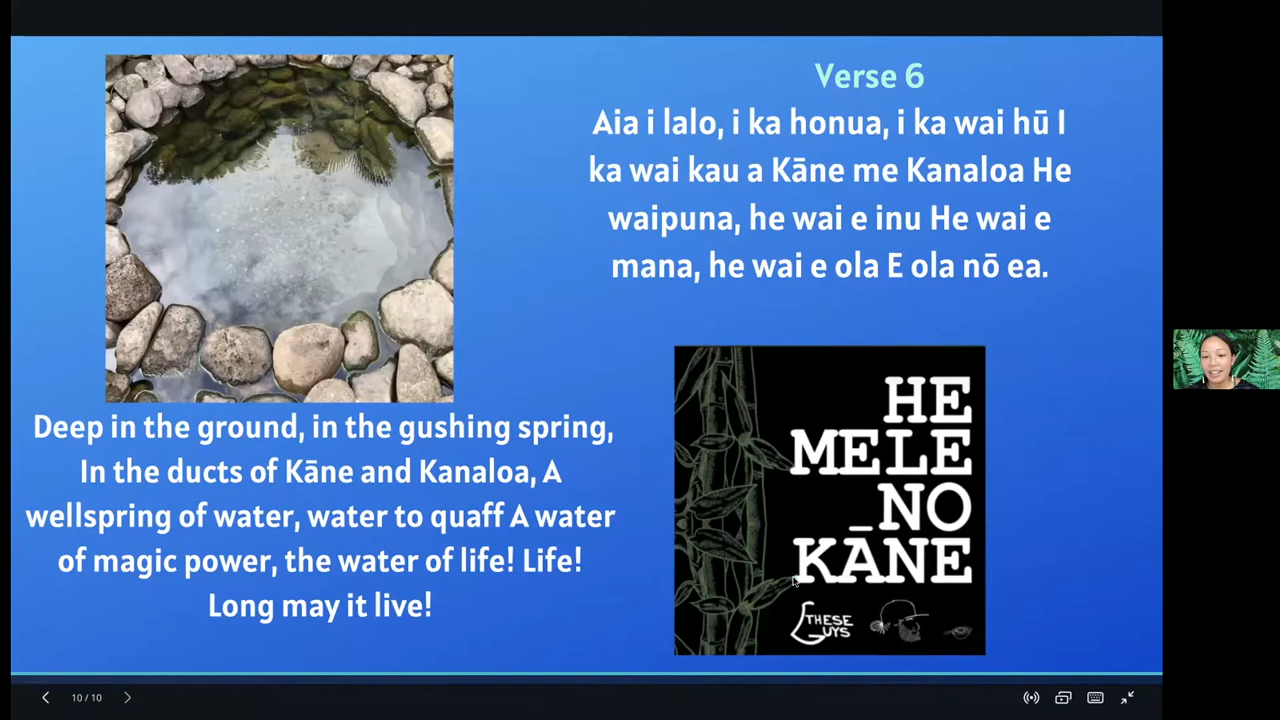 Verse 6
Aia i lalo, i ka honua, i ka wai hū I
ka wai kau a Kāne me Kanaloa He
waipuna, he wai e inu He wai e
mana, he wai e ola E ola nō ea.
Deep in the ground, in the gushing spring,
In the ducts of Kāne and Kanaloa, A
wellspring of water, water to quaff A water
of magic power, the water of life! Life!
Long may it live!
HE
MELE
NO
KĀNE
THESE
GUYS
10 / 10